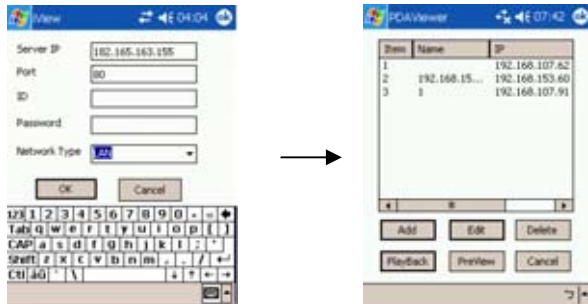 iView 04:04 ok
Server IP 182.165.163.155
Port 80
ID
Password
Network Type LAN
OK Cancel
123 1 2 3 4 5 6 7 8 9 0 - =
Tab q w e r t y u i o p [ ]
CAP a s d f g h j k l ; '
Shift z x c v b n m , . /
Ctl áü ` \
PDAViewer 07:42 ok
Item Name IP
1 192.168.107.62
2 192.168.15... 192.168.153.60
3 1 192.168.107.91
Add Edit Delete
PlayBack PreView Cancel